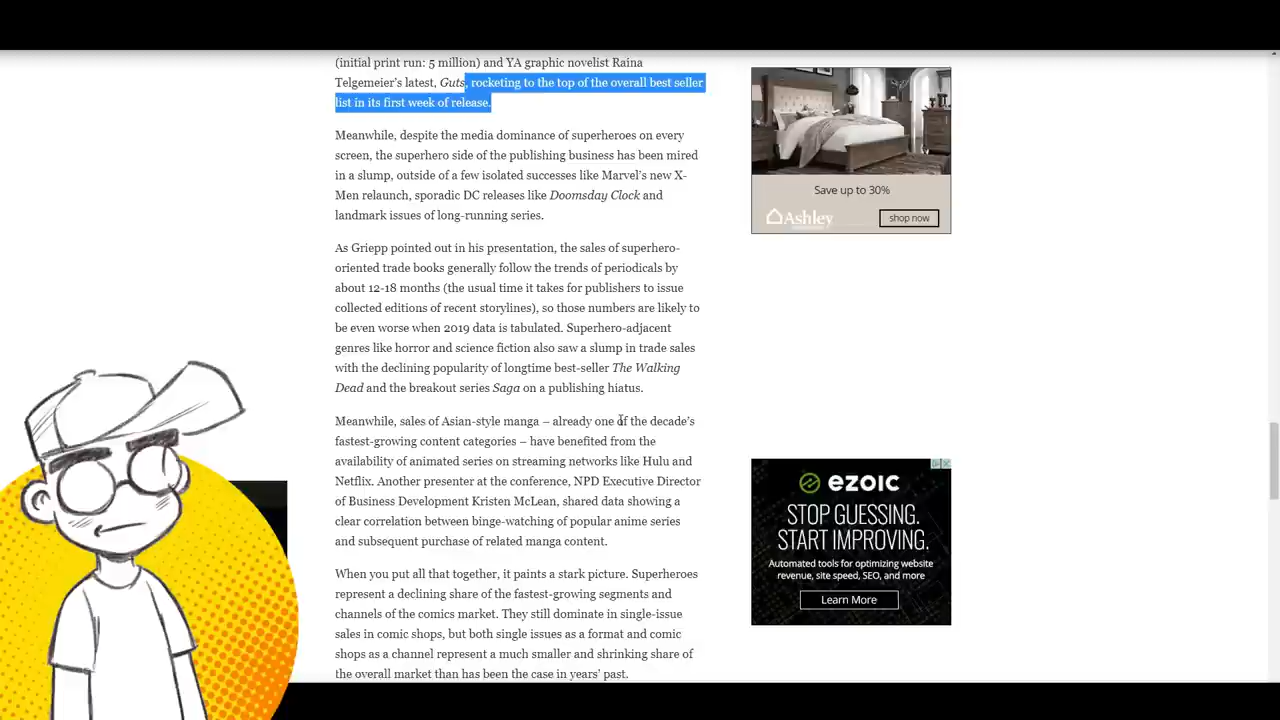 (initial print run: 5 million) and YA graphic novelist Raina
Telgemeier's latest, Guts, rocketing to the top of the overall best seller
list in its first week of release.
Meanwhile, despite the media dominance of superheroes on every
screen, the superhero side of the publishing business has been mired
in a slump, outside of a few isolated successes like Marvel's new X-
Men relaunch, sporadic DC releases like Doomsday Clock and
landmark issues of long-running series.
As Griepp pointed out in his presentation, the sales of superhero-
oriented trade books generally follow the trends of periodicals by
about 12-18 months (the usual time it takes for publishers to issue
collected editions of recent storylines), so those numbers are likely to
be even worse when 2019 data is tabulated. Superhero-adjacent
genres like horror and science fiction also saw a slump in trade sales
with the declining popularity of longtime best-seller The Walking
Dead and the breakout series Saga on a publishing hiatus.
Meanwhile, sales of Asian-style manga – already one of the decade's
fastest-growing content categories – have benefited from the
availability of animated series on streaming networks like Hulu and
Netflix. Another presenter at the conference, NPD Executive Director
of Business Development Kristen McLean, shared data showing a
clear correlation between binge-watching of popular anime series
and subsequent purchase of related manga content.
When you put all that together, it paints a stark picture. Superheroes
represent a declining share of the fastest-growing segments and
channels of the comics market. They still dominate in single-issue
sales in comic shops, but both single issues as a format and comic
shops as a channel represent a much smaller and shrinking share of
the overall market than has been the case in years' past.
Save up to 30%
Ashley
shop now
EZOIC
STOP GUESSING.
START IMPROVING.
Automated tools for optimizing website
revenue, site speed, SEO, and more
Learn More